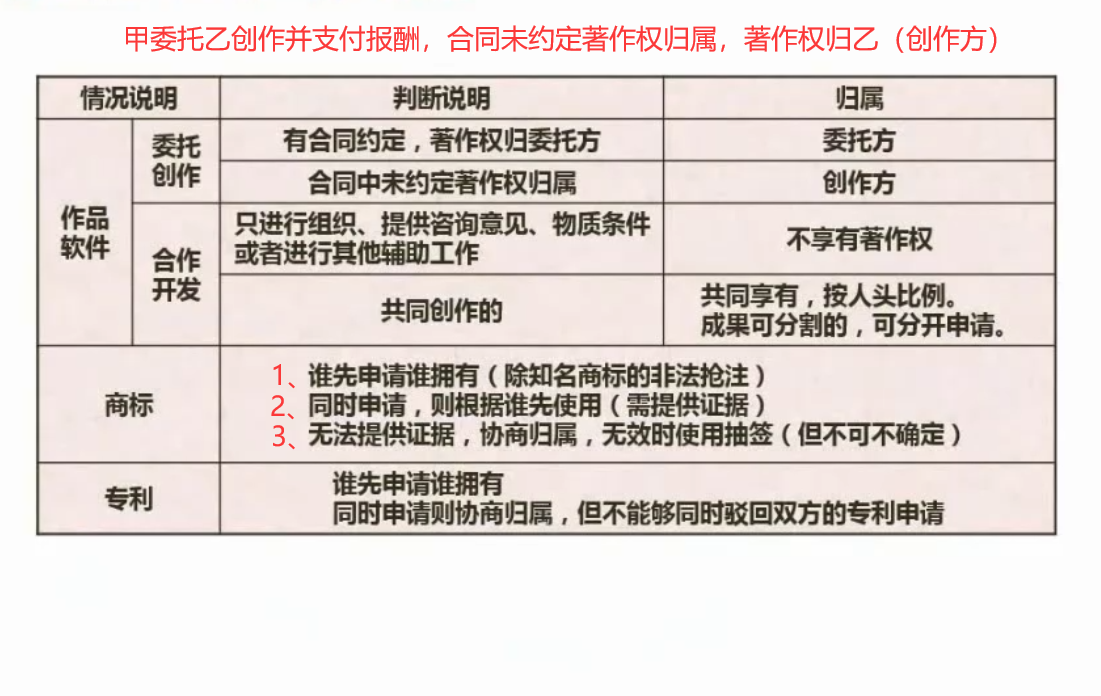 甲委托乙创作并支付报酬，合同未约定著作权归属，著作权归乙（创作方）
情况说明 判断说明 归属
作品
软件
委托
创作
有合同约定，著作权归委托方 委托方
合同中未约定著作权归属 创作方
合作
开发
只进行组织、提供咨询意见、物质条件
或者进行其他辅助工作
不享有著作权
共同创作的
共同享有，按人头比例。
成果可分割的，可分开申请。
商标
1、谁先申请谁拥有（除知名商标的非法抢注）
2、同时申请，则根据谁先使用（需提供证据）
3、无法提供证据，协商归属，无效时使用抽签（但不可不确定）
专利
谁先申请谁拥有
同时申请则协商归属，但不能够同时驳回双方的专利申请